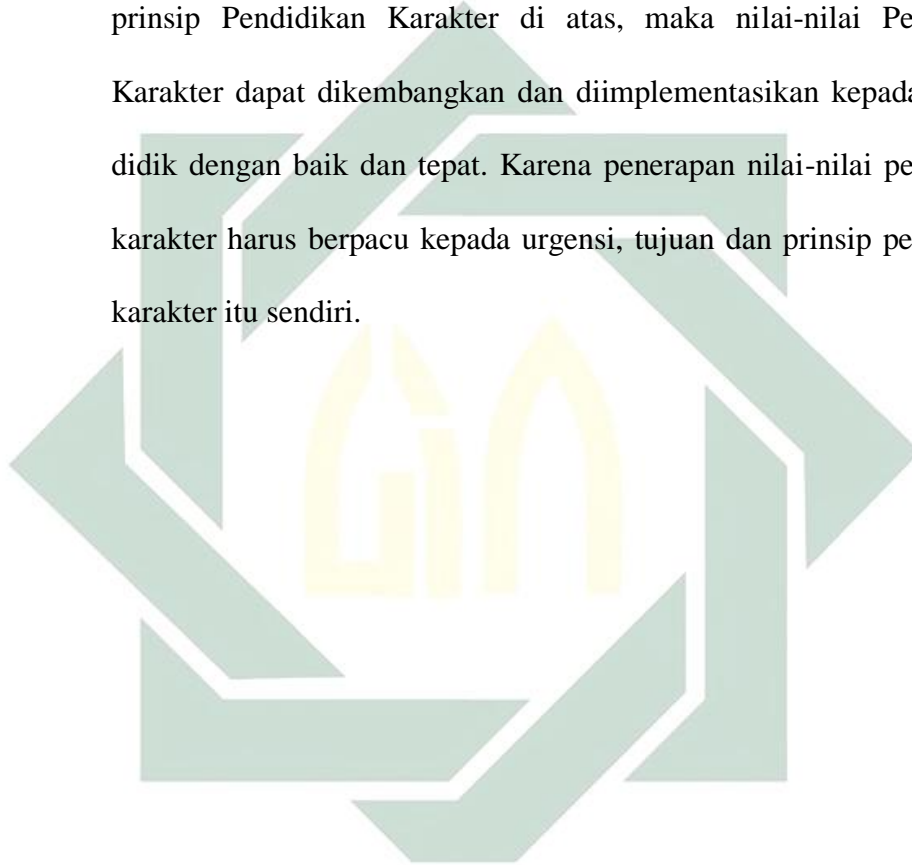 prinsip Pendidikan Karakter di atas, maka nilai-nilai Pe
Karakter dapat dikembangkan dan diimplementasikan kepada
didik dengan baik dan tepat. Karena penerapan nilai-nilai pe
karakter harus berpacu kepada urgensi, tujuan dan prinsip pe
karakter itu sendiri.